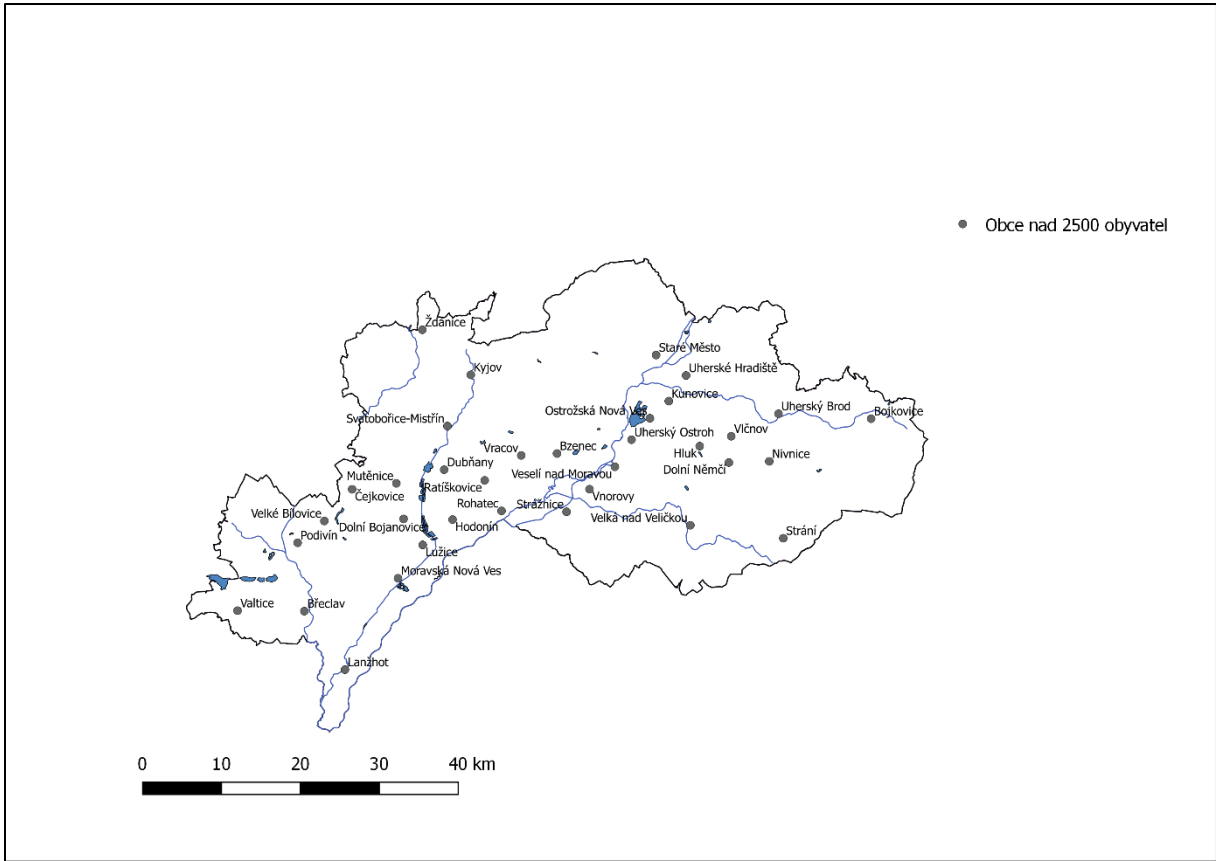 Obce nad 2500 obyvatel
Ždánice
Staré Město
Kyjov
Uherské Hradiště
Kunovice
Ostrožská Nová Ves
Uherský Brod
Bojkovice
Svatobořice-Mistřín
Uherský Ostroh
Vlčnov
Vracov
Bzenec
Hluk
Dubňany
Dolní Němčí
Nivnice
Veselí nad Moravou
Mutěnice
Ratíškovice
Čejkovice
Vnorovy
Strážnice
Rohatec
Velké Bílovice
Dolní Bojanovice
Hodonín
Velká nad Veličkou
Podivín
Strání
Lužice
Moravská Nová Ves
Valtice
Břeclav
Lanžhot
0 10 20 30 40 km